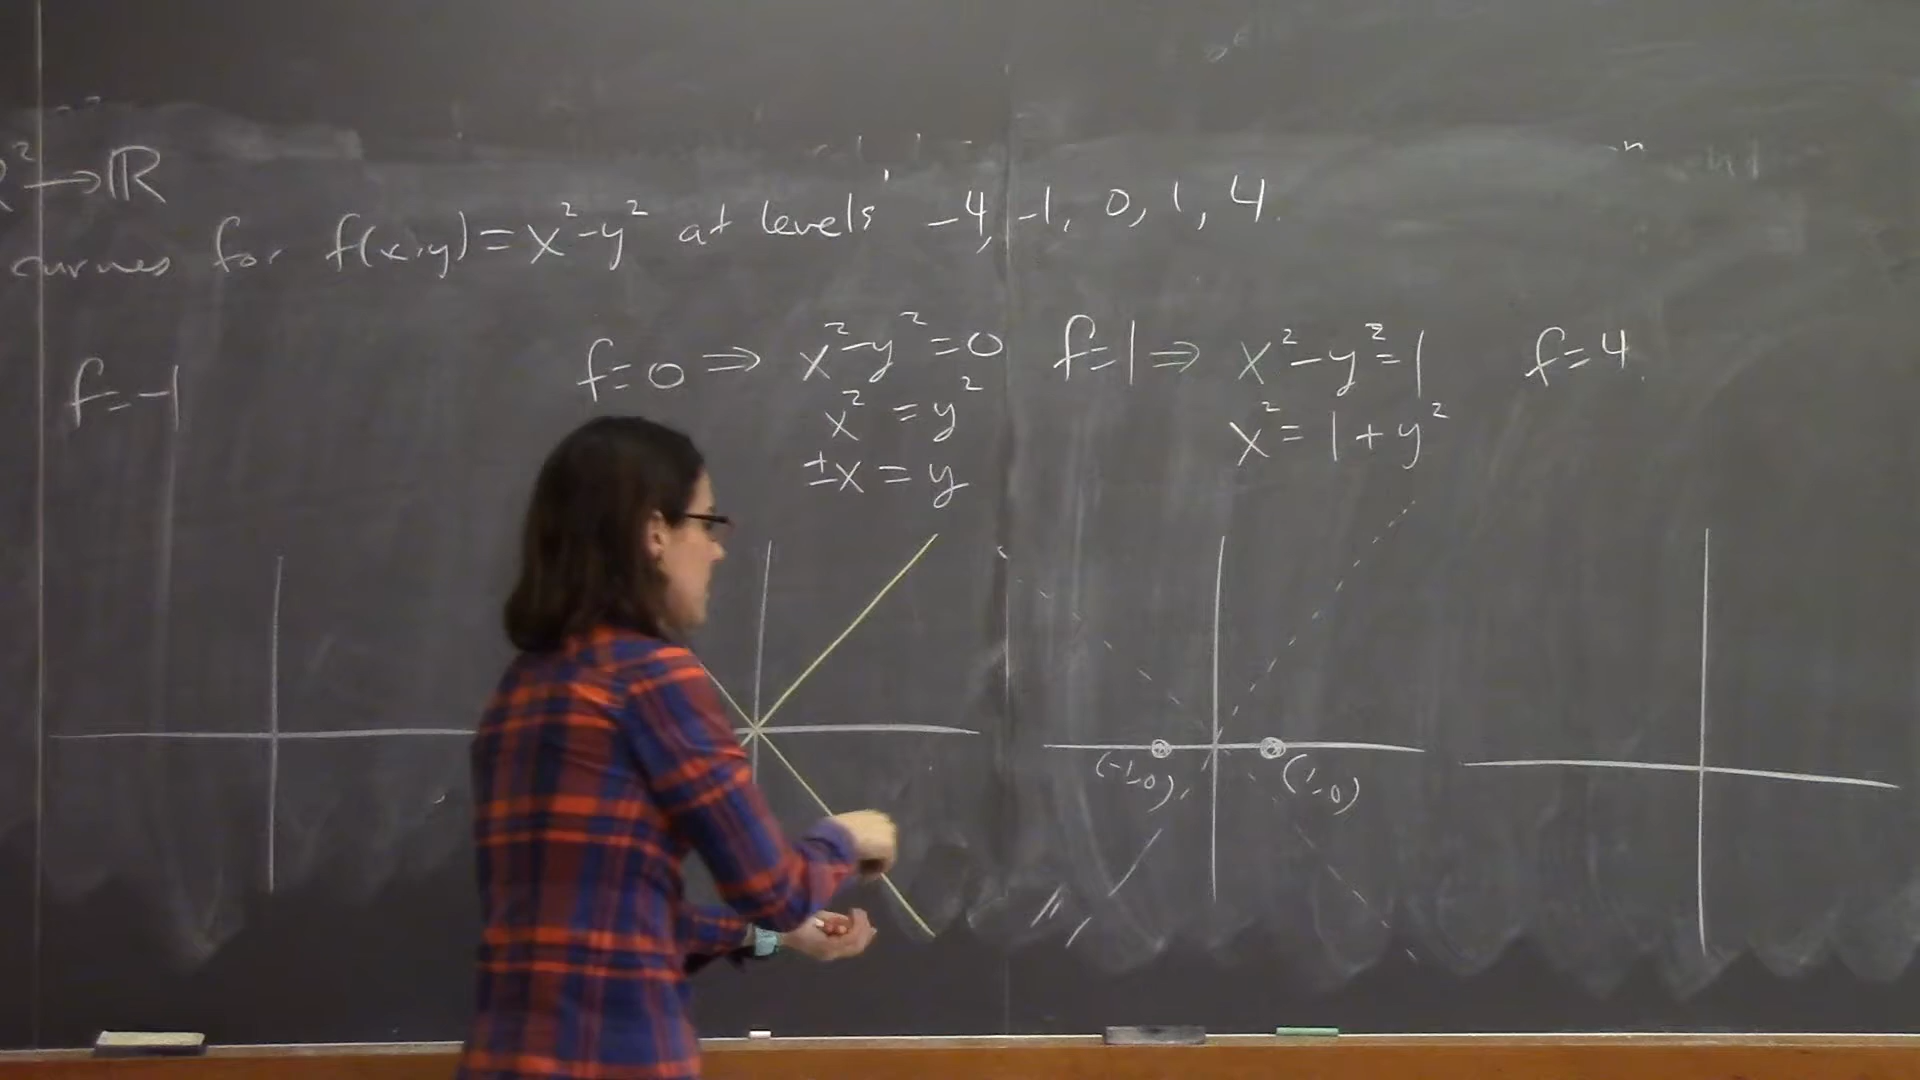 R² → ℝ
curves for f(x,y) = x² - y² at levels -4, -1, 0, 1, 4.
f = -1
f = 0 ⇒ x² - y² = 0
x² = y²
±x = y
f = 1 ⇒ x² - y² = 1
x² = 1 + y²
f = 4
(-1,0)
(1,0)